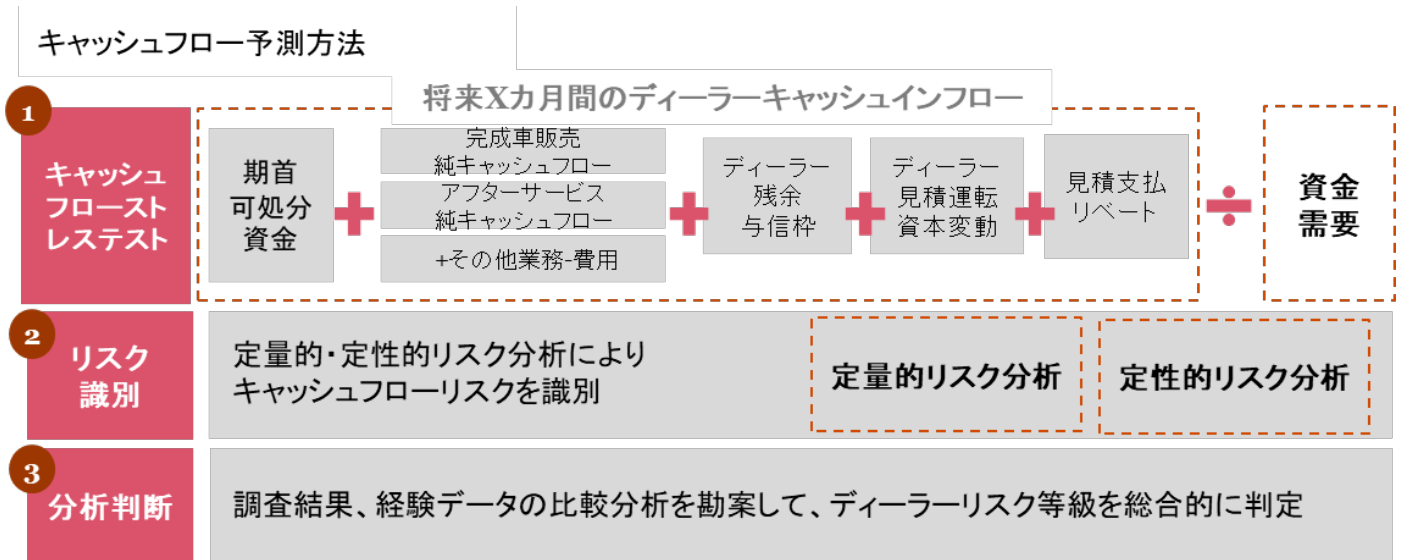 キャッシュフロー予測方法
将来Xカ月間のディーラーキャッシュインフロー
1
キャッシュ
フロースト
レステスト
期首
可処分
資金
+
完成車販売
純キャッシュフロー
アフターサービス
純キャッシュフロー
+その他業務-費用
+
ディーラー
残余
与信枠
+
ディーラー
見積運転
資本変動
+
見積支払
リベート
÷
資金
需要
2
リスク
識別
定量的・定性的リスク分析により
キャッシュフローリスクを識別
定量的リスク分析
定性的リスク分析
3
分析判断
調査結果、経験データの比較分析を勘案して、ディーラーリスク等級を総合的に判定